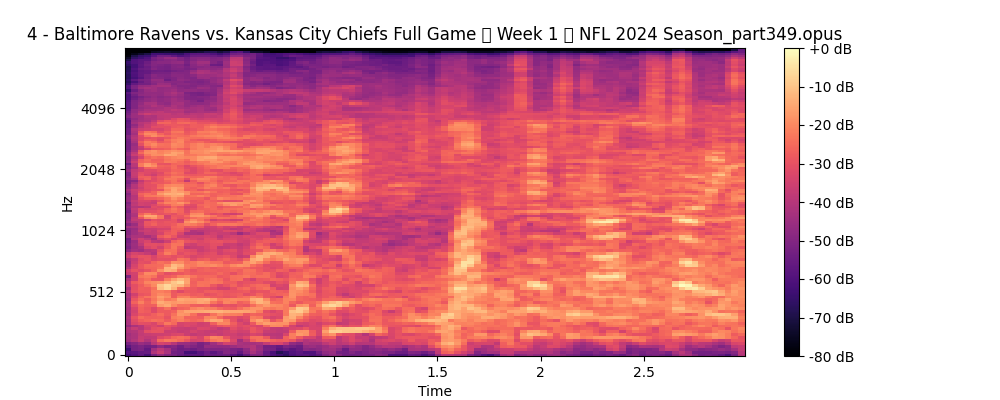 4 - Baltimore Ravens vs. Kansas City Chiefs Full Game ▯ Week 1 ▯ NFL 2024 Season_part349.opus
Hz
4096
2048
1024
512
0
0
0.5
1
1.5
2
2.5
Time
+0 dB
-10 dB
-20 dB
-30 dB
-40 dB
-50 dB
-60 dB
-70 dB
-80 dB